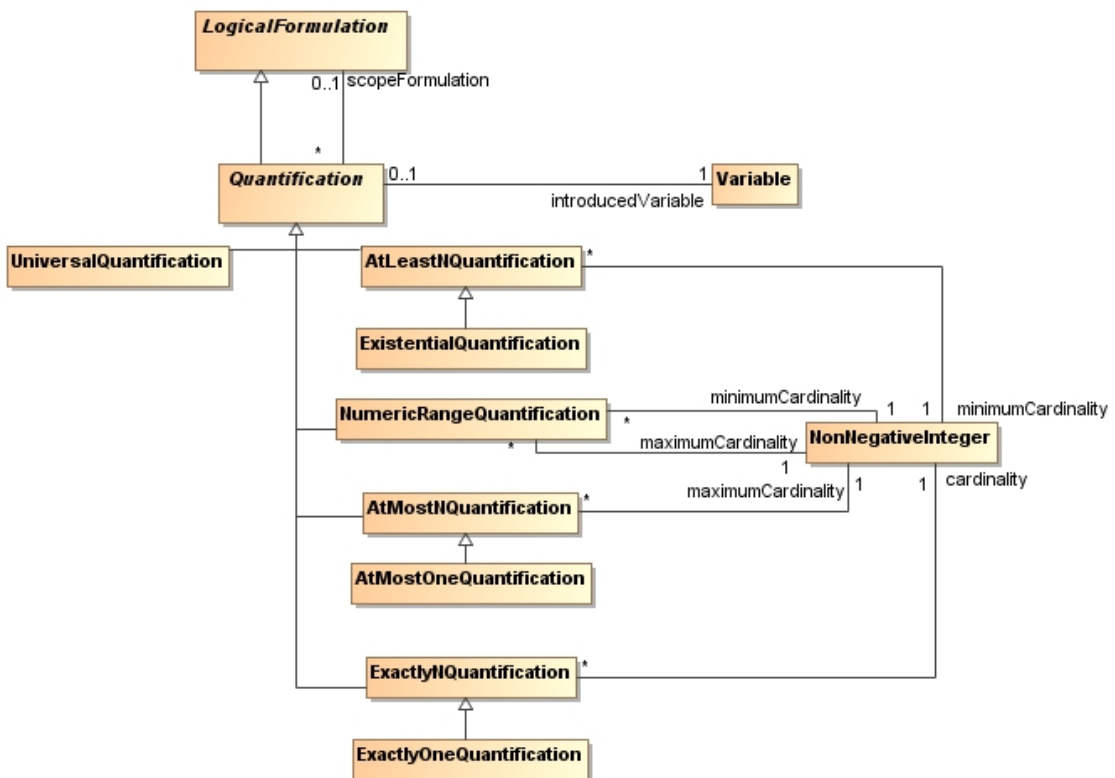 LogicalFormulation
0..1 scopeFormulation
*
Quantification
0..1
1
Variable
introducedVariable
UniversalQuantification
AtLeastNQuantification
*
ExistentialQuantification
minimumCardinality
1
1
minimumCardinality
NumericRangeQuantification
*
*
maximumCardinality
1
NonNegativeInteger
maximumCardinality
1
1
cardinality
AtMostNQuantification
*
AtMostOneQuantification
ExactlyNQuantification
*
ExactlyOneQuantification